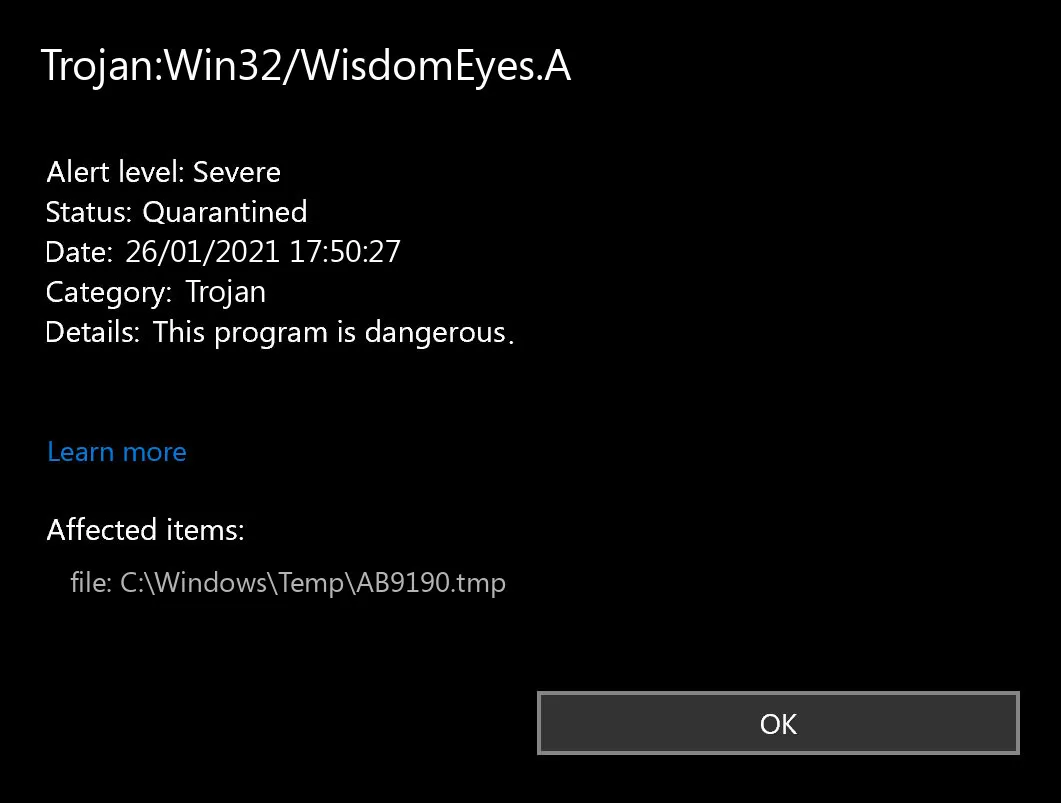 Trojan:Win32/WisdomEyes.A
Alert level: Severe
Status: Quarantined
Date: 26/01/2021 17:50:27
Category: Trojan
Details: This program is dangerous.
Learn more
Affected items:
file: C:\Windows\Temp\AB9190.tmp
OK